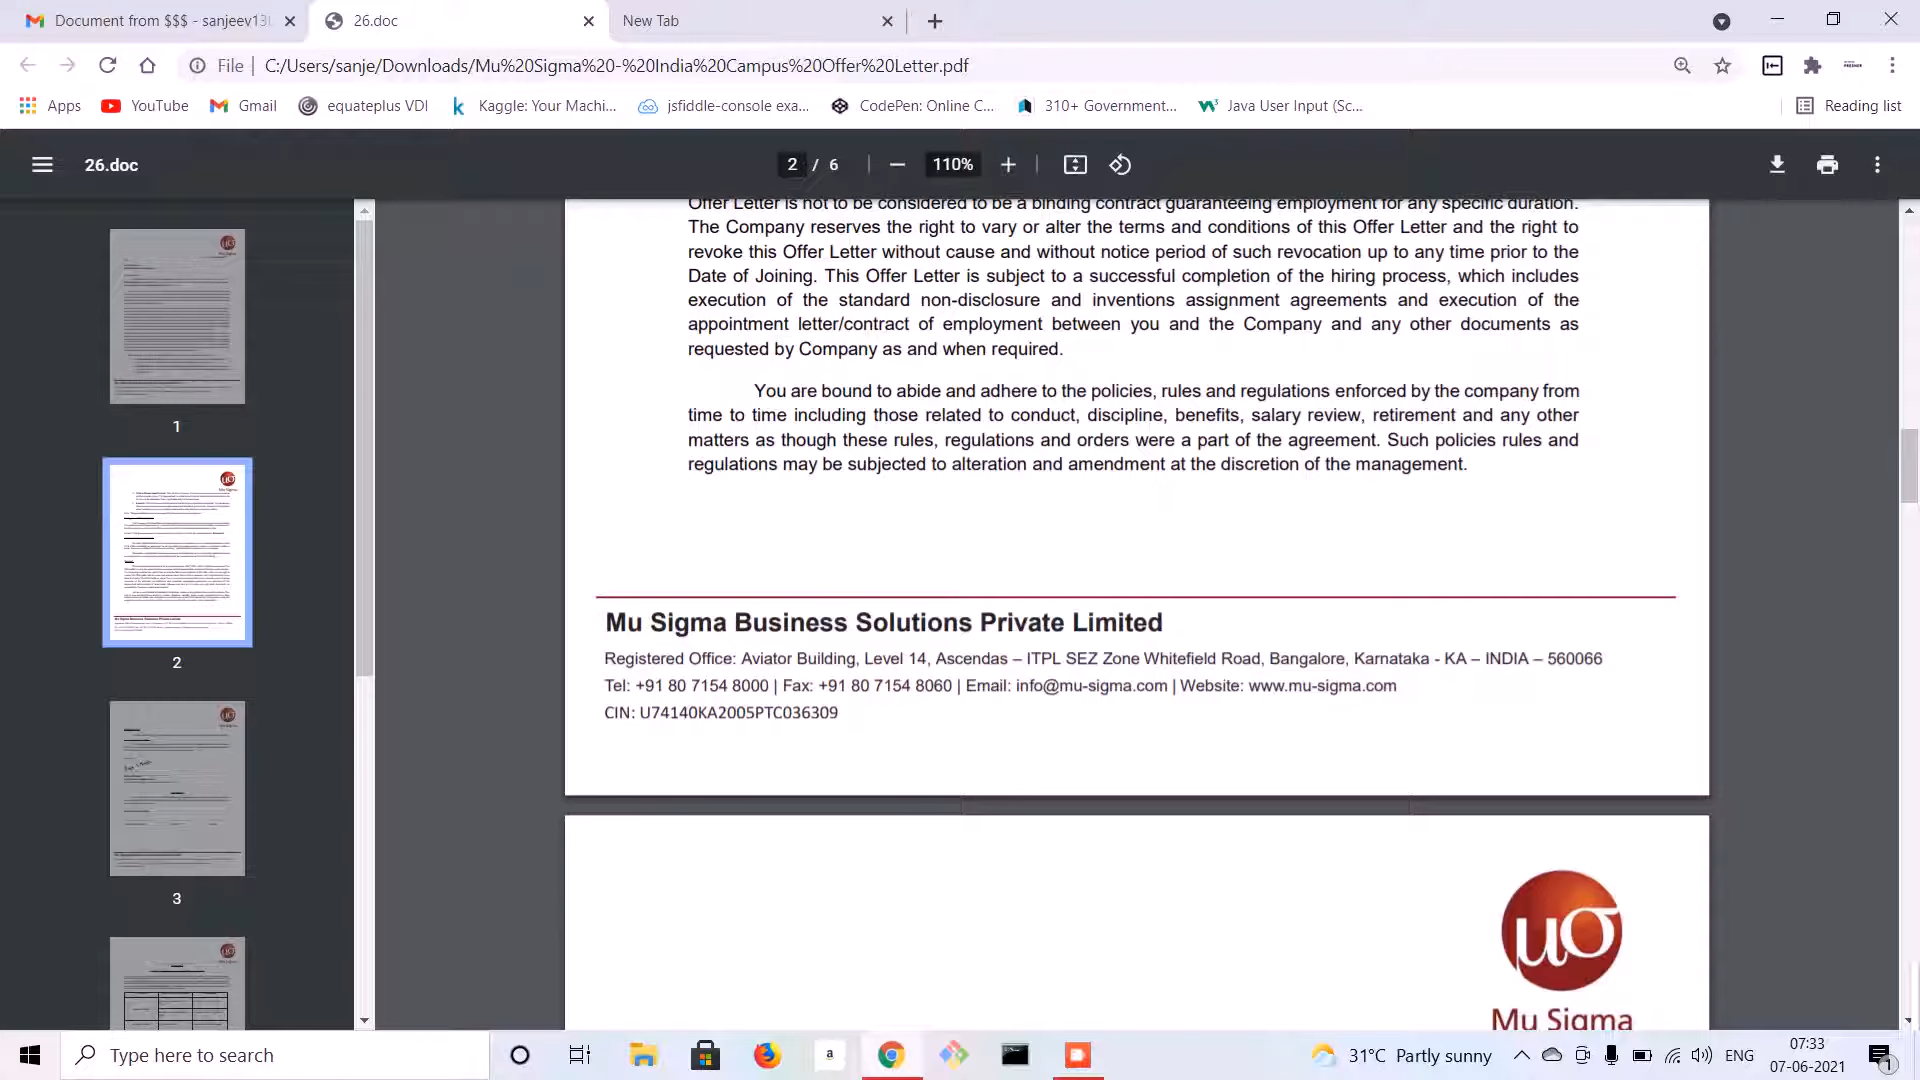 Document from $$$ - sanjeev13
26.doc
New Tab
File
C:/Users/sanje/Downloads/Mu%20Sigma%20-%20India%20Campus%20Offer%20Letter.pdf
Apps
YouTube
Gmail
equateplus VDI
Kaggle: Your Machi...
jsfiddle-console exa...
CodePen: Online C...
310+ Government...
Java User Input (Sc...
Reading list
26.doc
2 / 6
110%
1
2
3
Offer Letter is not to be considered to be a binding contract guaranteeing employment for any specific duration.
The Company reserves the right to vary or alter the terms and conditions of this Offer Letter and the right to
revoke this Offer Letter without cause and without notice period of such revocation up to any time prior to the
Date of Joining. This Offer Letter is subject to a successful completion of the hiring process, which includes
execution of the standard non-disclosure and inventions assignment agreements and execution of the
appointment letter/contract of employment between you and the Company and any other documents as
requested by Company as and when required.
You are bound to abide and adhere to the policies, rules and regulations enforced by the company from
time to time including those related to conduct, discipline, benefits, salary review, retirement and any other
matters as though these rules, regulations and orders were a part of the agreement. Such policies rules and
regulations may be subjected to alteration and amendment at the discretion of the management.
Mu Sigma Business Solutions Private Limited
Registered Office: Aviator Building, Level 14, Ascendas – ITPL SEZ Zone Whitefield Road, Bangalore, Karnataka - KA – INDIA – 560066
Tel: +91 80 7154 8000 | Fax: +91 80 7154 8060 | Email: info@mu-sigma.com | Website: www.mu-sigma.com
CIN: U74140KA2005PTC036309
μσ
Mu Sigma
Type here to search
a
31°C Partly sunny
ENG
07:33
07-06-2021
1